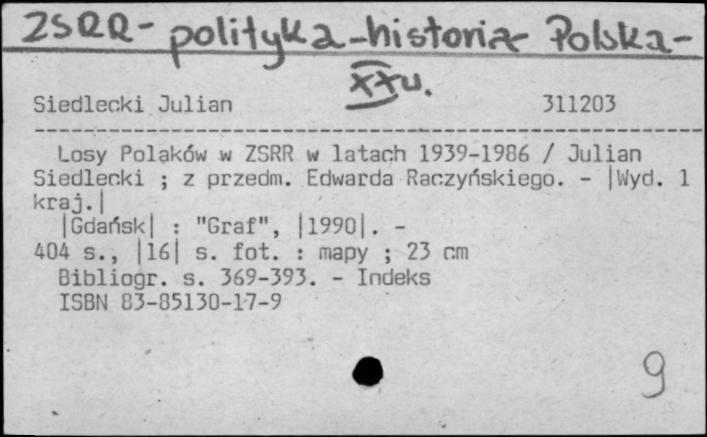 ZSRR- polityka-historia- Polska-
XXw.
Siedlecki Julian 311203
Losy Polaków w ZSRR w latach 1939-1986 / Julian
Siedlecki ; z przedm. Edwarda Raczyńskiego. - |Wyd. 1
kraj.|
|Gdańsk| : "Graf", |1990|. -
404 s., |16| s. fot. : mapy ; 23 cm
Bibliogr. s. 369-393. - Indeks
ISBN 83-85130-17-9
9